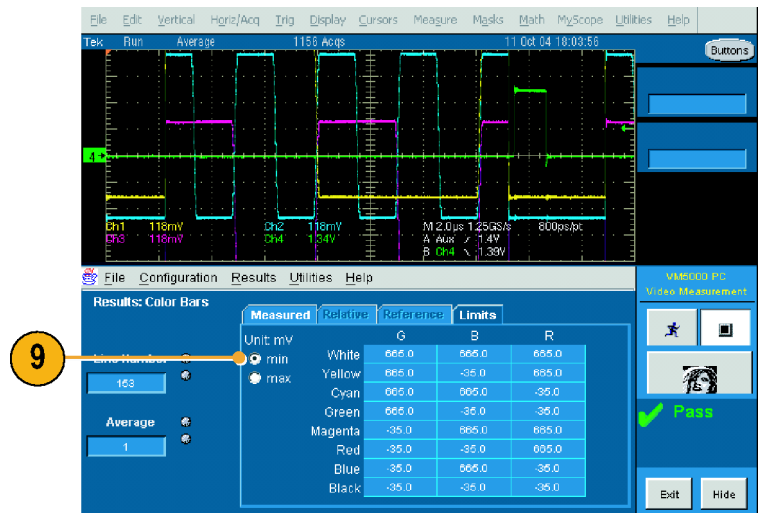 File Edit Vertical Horiz/Acq Trig Display Cursors Measure Masks Math MyScope Utilities Help
Tek Run Average 1156 Acqs 11 Oct 04 18:03:56
Buttons
4
Ch1 118mV Ch2 118mV M 2.0µs 1.25GS/s 800ps/pt
Ch3 118mV Ch4 1.34V A Aux 1.4V
B Ch4 1.39V
File Configuration Results Utilities Help
VM5000 PC
Video Measurement
Results: Color Bars
Measured Relative Reference Limits
Unit: mV G B R
9
Line Number
min White 665.0 665.0 665.0
max Yellow 665.0 -35.0 665.0
153
Cyan 665.0 665.0 -35.0
Green 665.0 -35.0 -35.0
Pass
Average
Magenta -35.0 665.0 665.0
1
Red -35.0 -35.0 665.0
Blue -35.0 665.0 -35.0
Black -35.0 -35.0 -35.0
Exit Hide